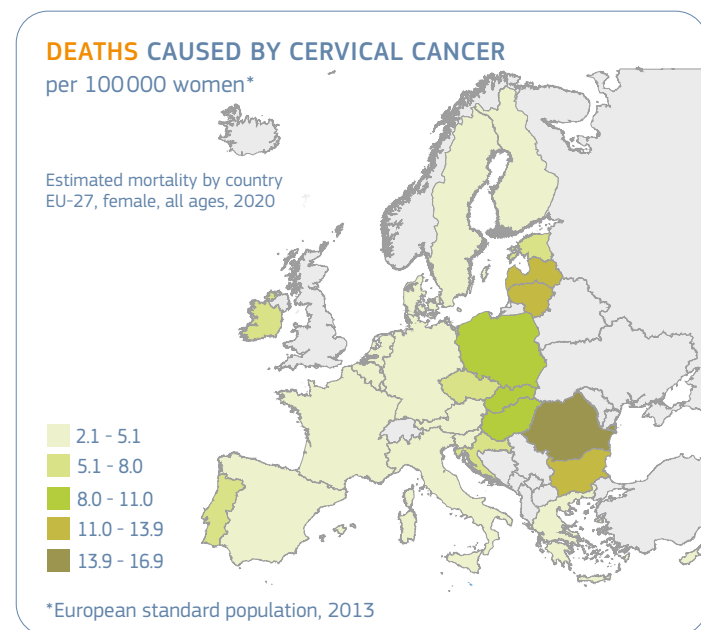 DEATHS CAUSED BY CERVICAL CANCER
per 100 000 women*
Estimated mortality by country
EU-27, female, all ages, 2020
2.1 - 5.1
5.1 - 8.0
8.0 - 11.0
11.0 - 13.9
13.9 - 16.9
*European standard population, 2013